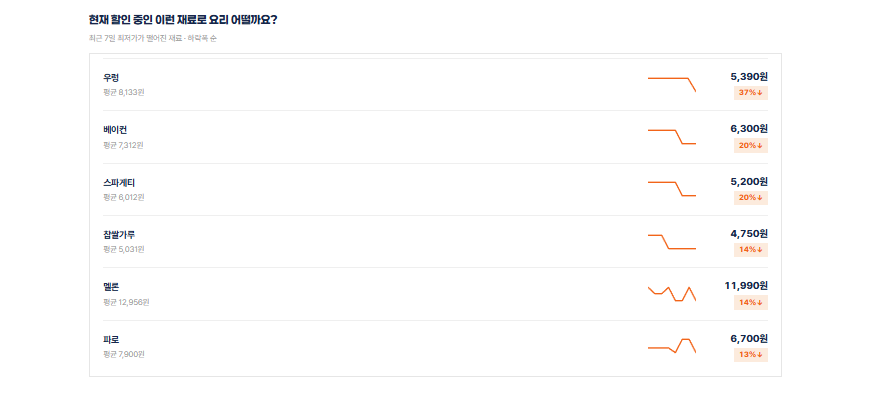 현재 할인 중인 이런 재료로 요리 어떨까요?
최근 7일 최저가가 떨어진 재료 · 하락폭 순
우렁
5,390원
평균 8,133원
37%↓
베이컨
6,300원
평균 7,312원
20%↓
스파게티
5,200원
평균 6,012원
20%↓
찹쌀가루
4,750원
평균 5,031원
14%↓
멜론
11,990원
평균 12,956원
14%↓
파로
6,700원
평균 7,900원
13%↓